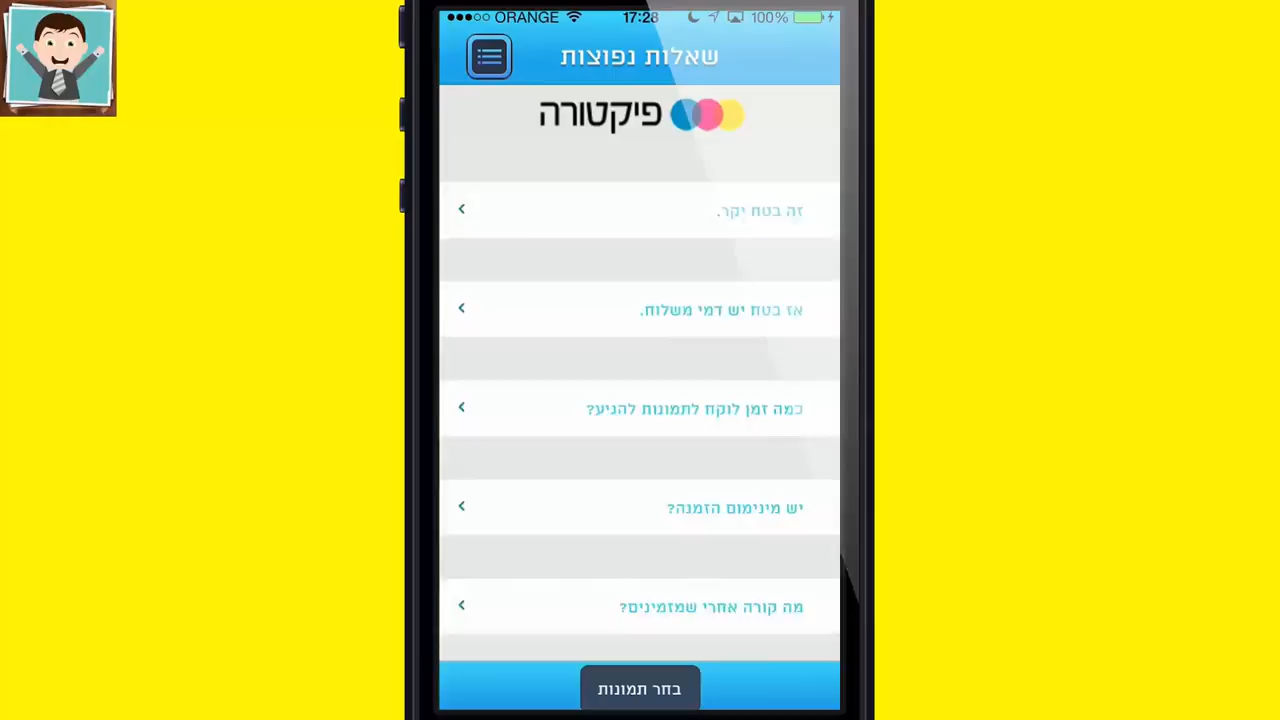 ORANGE 17:28 100%
שאלות נפוצות
פיקטורה
זה בטח יקר.
אז בטח יש דמי משלוח.
כמה זמן לוקח לתמונות להגיע?
יש מינימום הזמנה?
מה קורה אחרי שמזמינים?
בחר תמונות